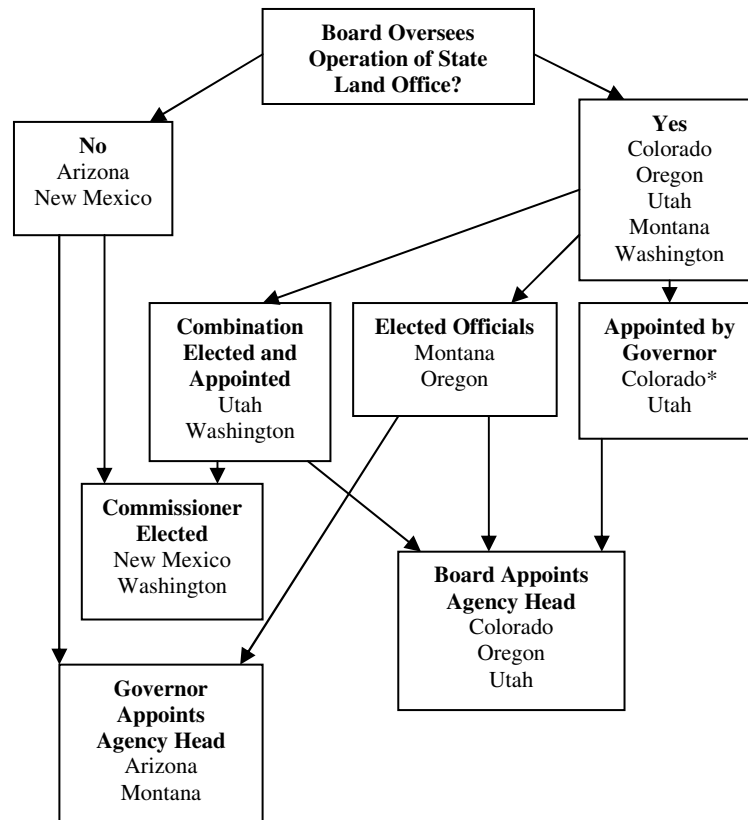 Board Oversees
Operation of State
Land Office?
No
Arizona
New Mexico
Yes
Colorado
Oregon
Utah
Montana
Washington
Combination
Elected and
Appointed
Utah
Washington
Elected Officials
Montana
Oregon
Appointed by
Governor
Colorado*
Utah
Commissioner
Elected
New Mexico
Washington
Board Appoints
Agency Head
Colorado
Oregon
Utah
Governor
Appoints
Agency Head
Arizona
Montana